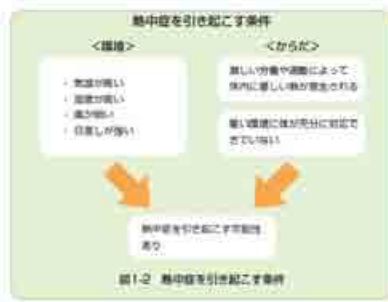 熱中症を引き起こす条件
＜環境＞
＜からだ＞
・気温が高い
・湿度が高い
・風が弱い
・日差しが強い
激しい労働や運動によって
体内に著しい熱が産生される
暑い環境に体が充分に対応で
きていない
熱中症を引き起こす可能性
あり
図1-2 熱中症を引き起こす条件